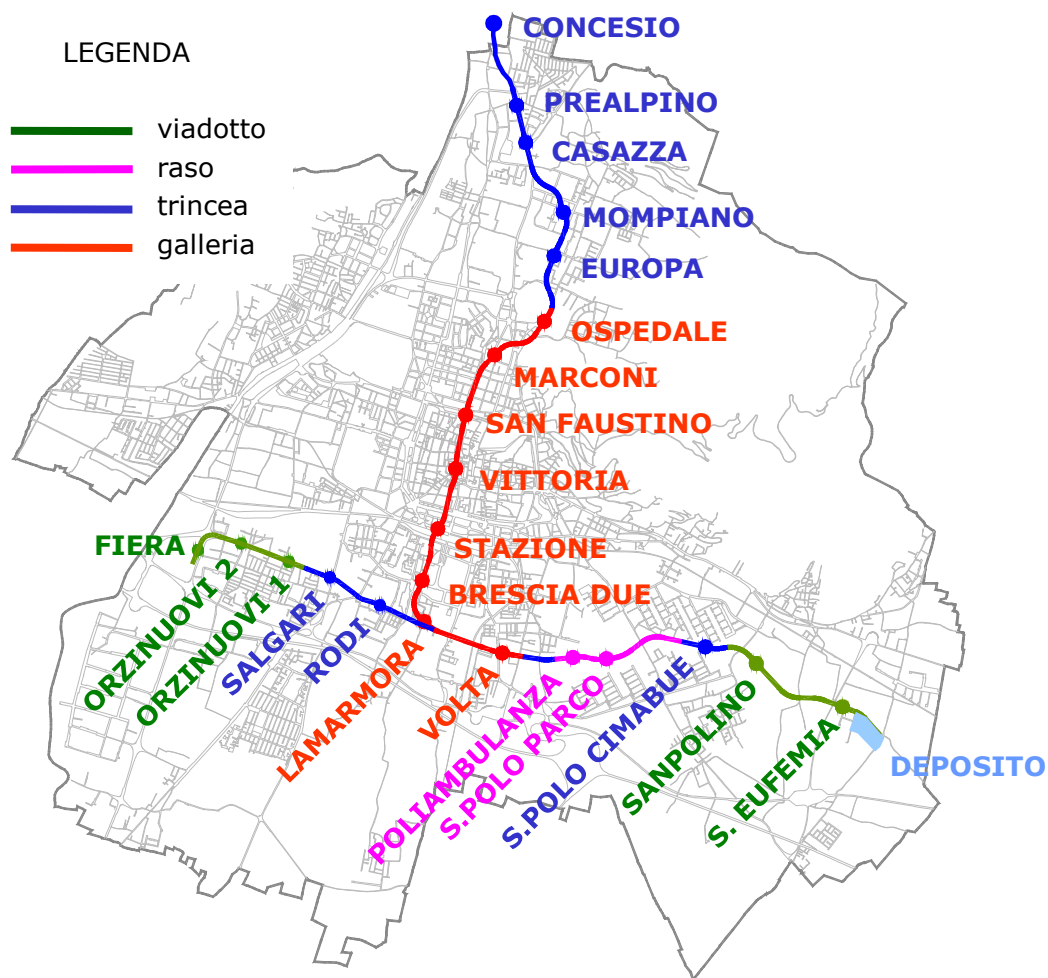 LEGENDA
viadotto
raso
trincea
galleria
CONCESIO
PREALPINO
CASAZZA
MOMPIANO
EUROPA
OSPEDALE
MARCONI
SAN FAUSTINO
VITTORIA
STAZIONE
BRESCIA DUE
FIERA
ORZINUOVI 2
ORZINUOVI 1
SALGARI
RODI
LAMARMORA
VOLTA
POLIAMBULANZA
S.POLO PARCO
S.POLO CIMABUE
SANPOLINO
S. EUFEMIA
DEPOSITO